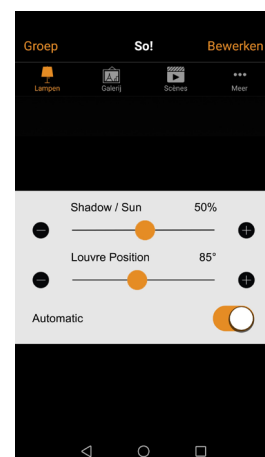 Groep So! Bewerken
Lampen Galerij Scènes Meer
Shadow / Sun 50%
Louvre Position 85°
Automatic